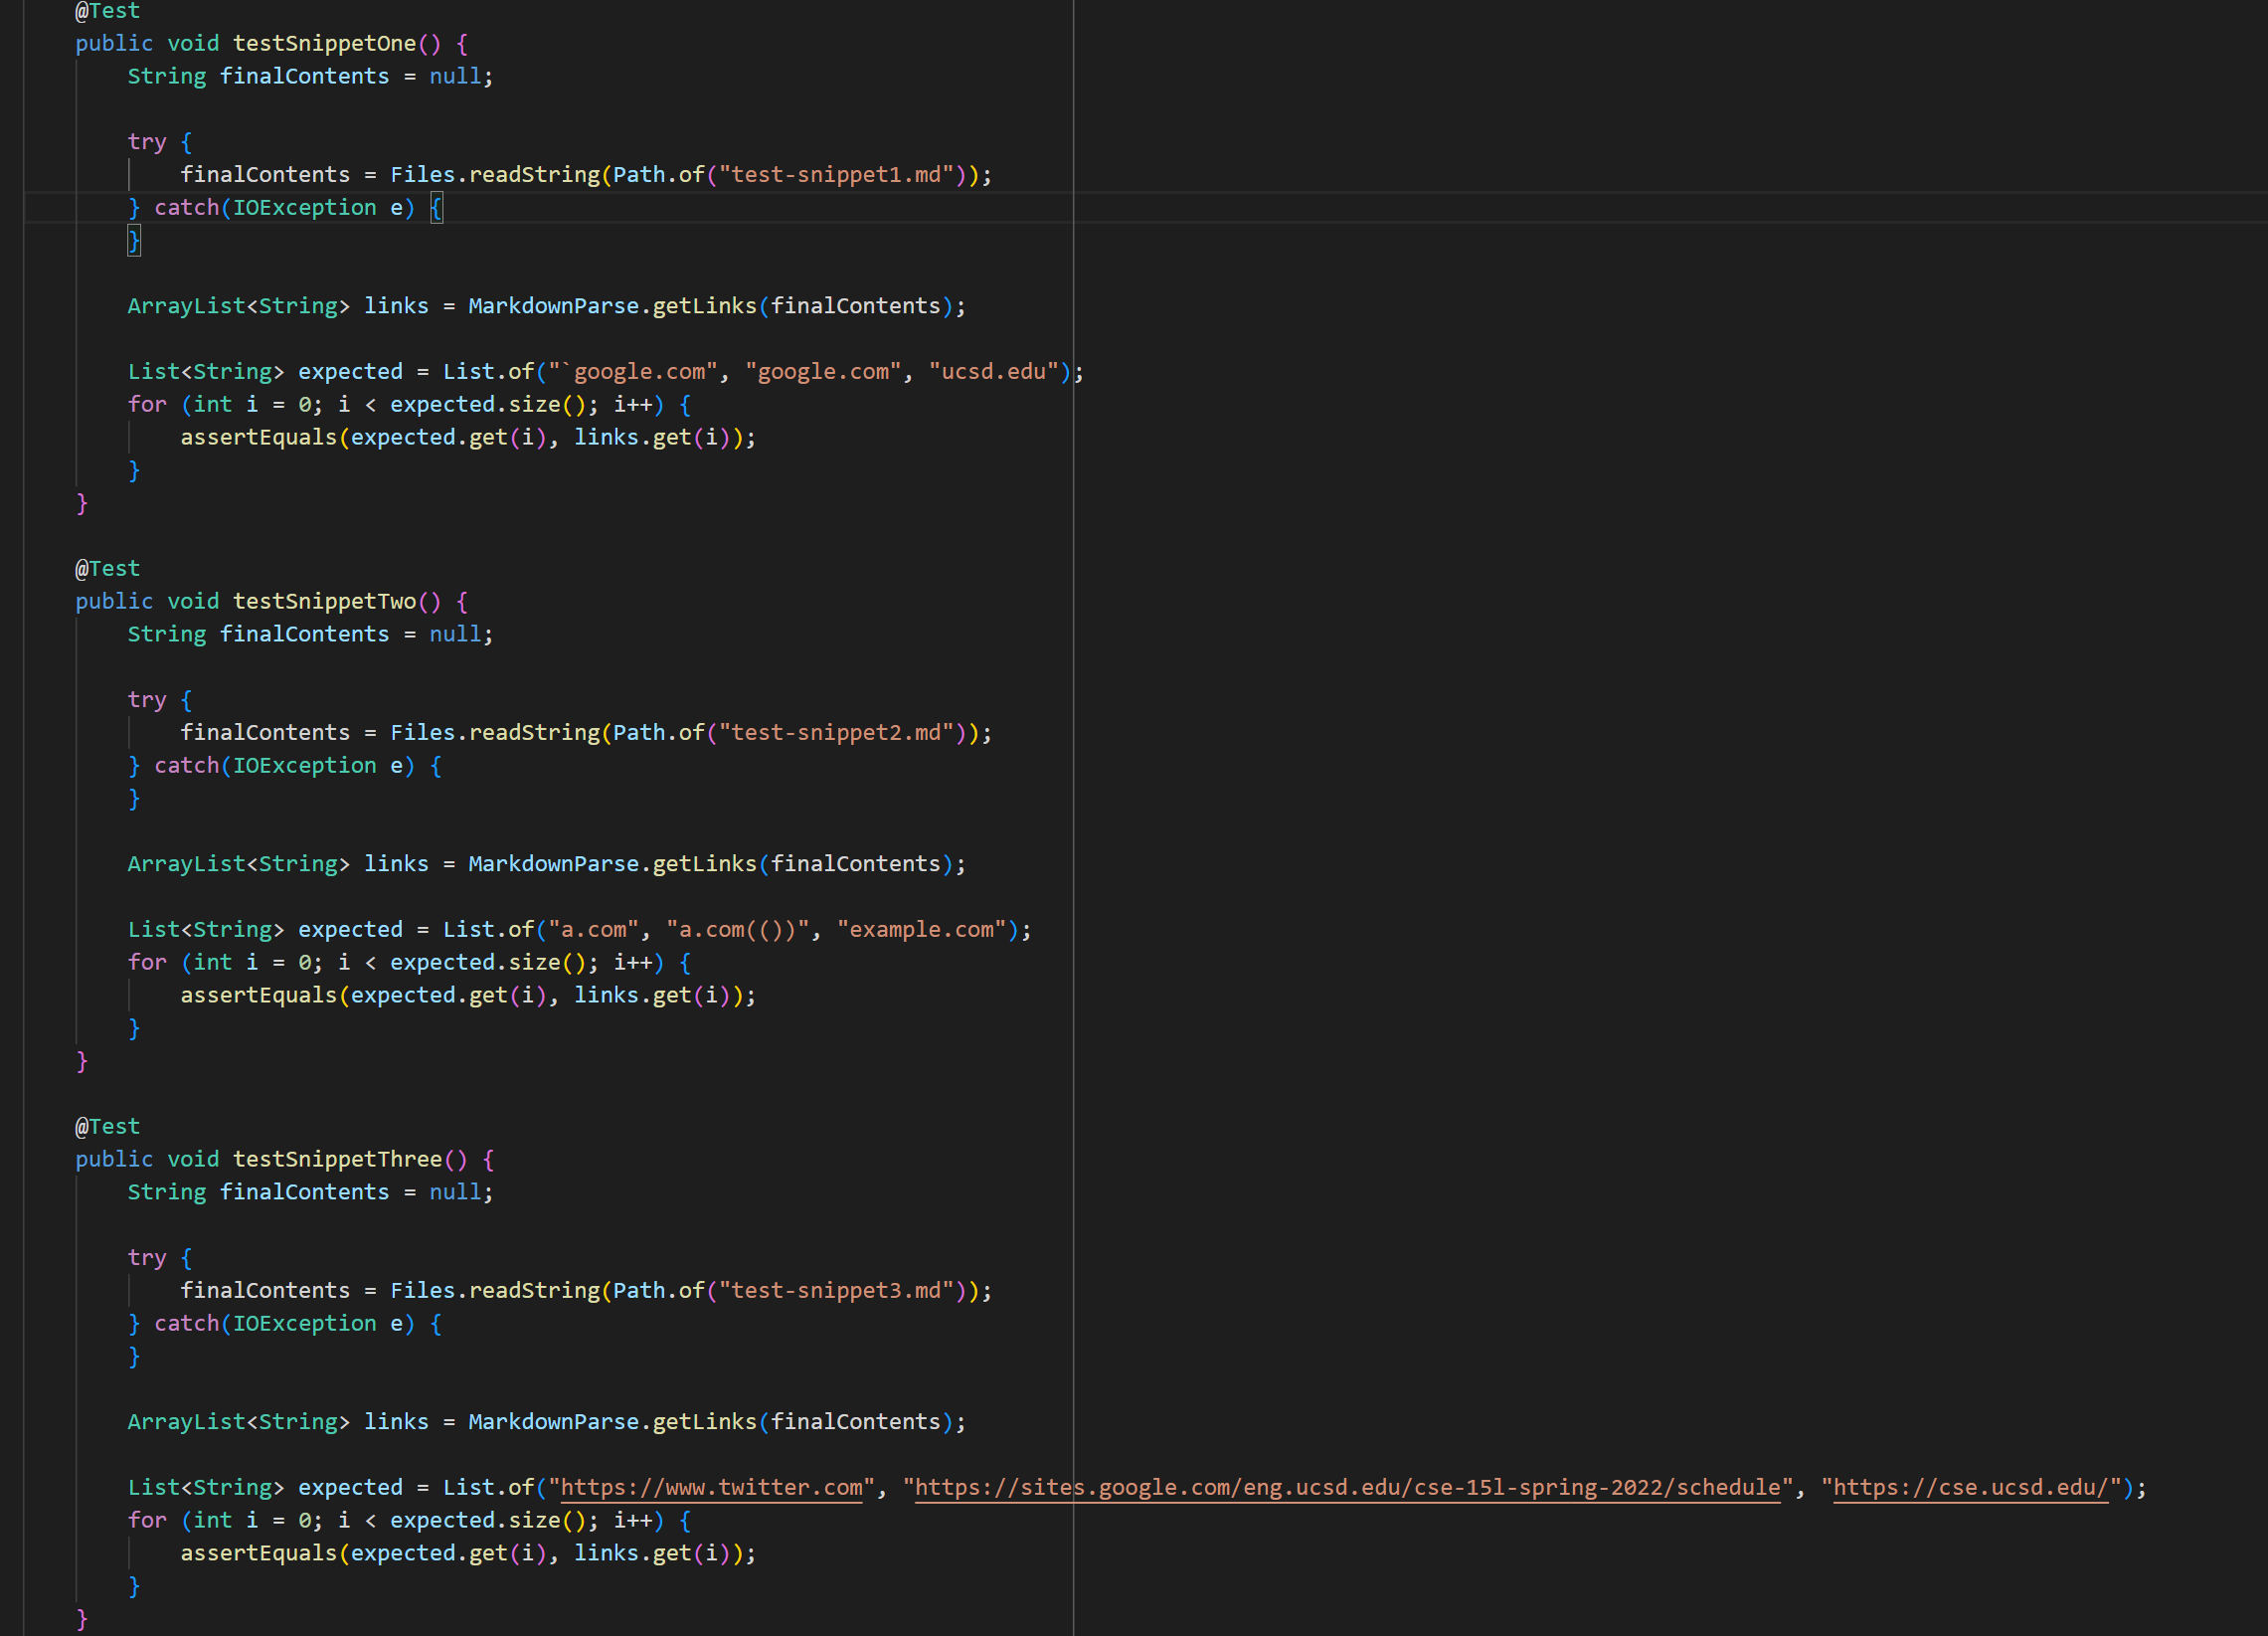 @Test
public void testSnippetOne() {
String finalContents = null;
try {
finalContents = Files.readString(Path.of("test-snippet1.md"));
} catch(IOException e) {
}
ArrayList<String> links = MarkdownParse.getLinks(finalContents);
List<String> expected = List.of("`google.com", "google.com", "ucsd.edu");
for (int i = 0; i < expected.size(); i++) {
assertEquals(expected.get(i), links.get(i));
}
}
@Test
public void testSnippetTwo() {
String finalContents = null;
try {
finalContents = Files.readString(Path.of("test-snippet2.md"));
} catch(IOException e) {
}
ArrayList<String> links = MarkdownParse.getLinks(finalContents);
List<String> expected = List.of("a.com", "a.com(())", "example.com");
for (int i = 0; i < expected.size(); i++) {
assertEquals(expected.get(i), links.get(i));
}
}
@Test
public void testSnippetThree() {
String finalContents = null;
try {
finalContents = Files.readString(Path.of("test-snippet3.md"));
} catch(IOException e) {
}
ArrayList<String> links = MarkdownParse.getLinks(finalContents);
List<String> expected = List.of("https://www.twitter.com", "https://sites.google.com/eng.ucsd.edu/cse-15l-spring-2022/schedule", "https://cse.ucsd.edu/");
for (int i = 0; i < expected.size(); i++) {
assertEquals(expected.get(i), links.get(i));
}
}